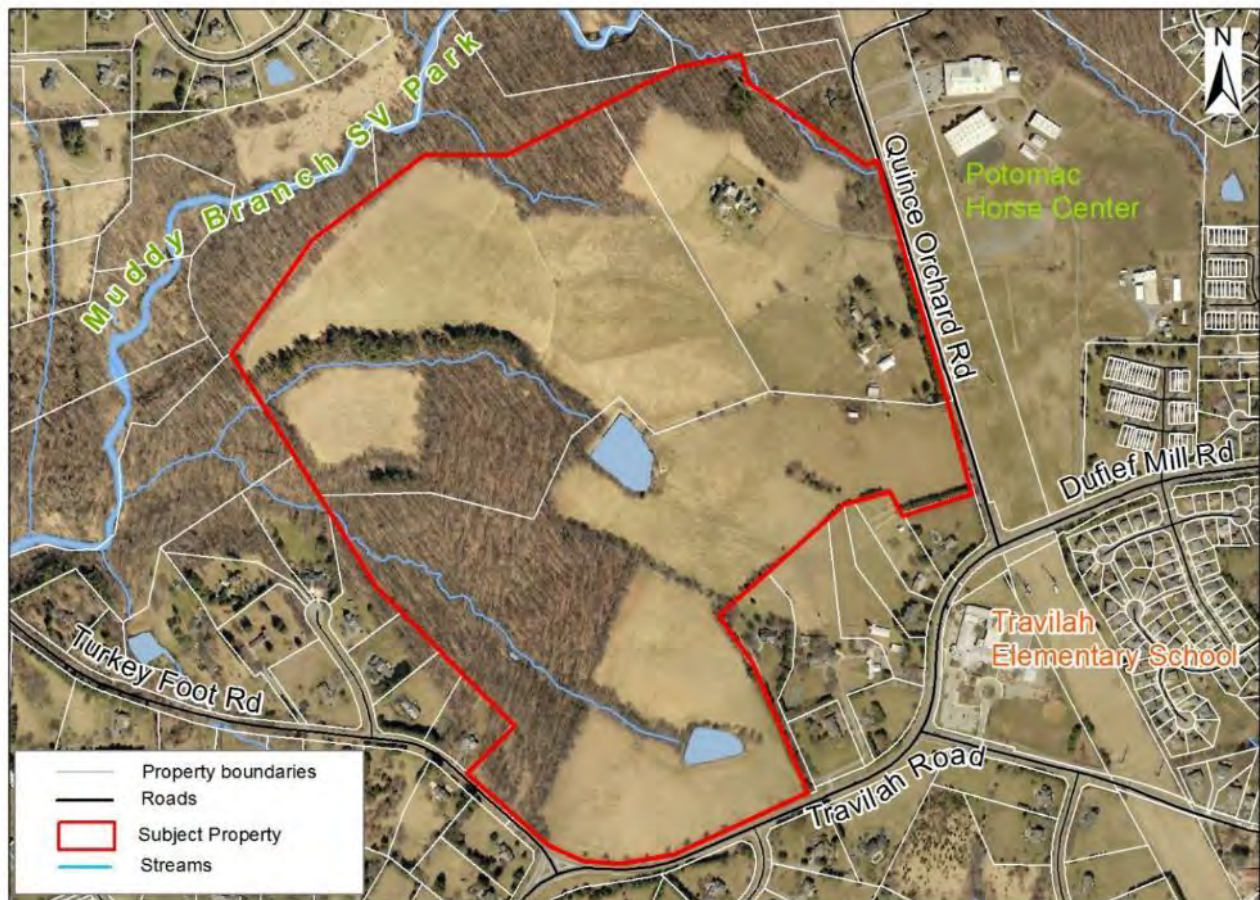 N
Muddy Branch SV Park
Quince Orchard Rd
Potomac
Horse Center
Dufief Mill Rd
Travilah
Elementary School
Turkey Foot Rd
Travilah Road
Property boundaries
Roads
Subject Property
Streams